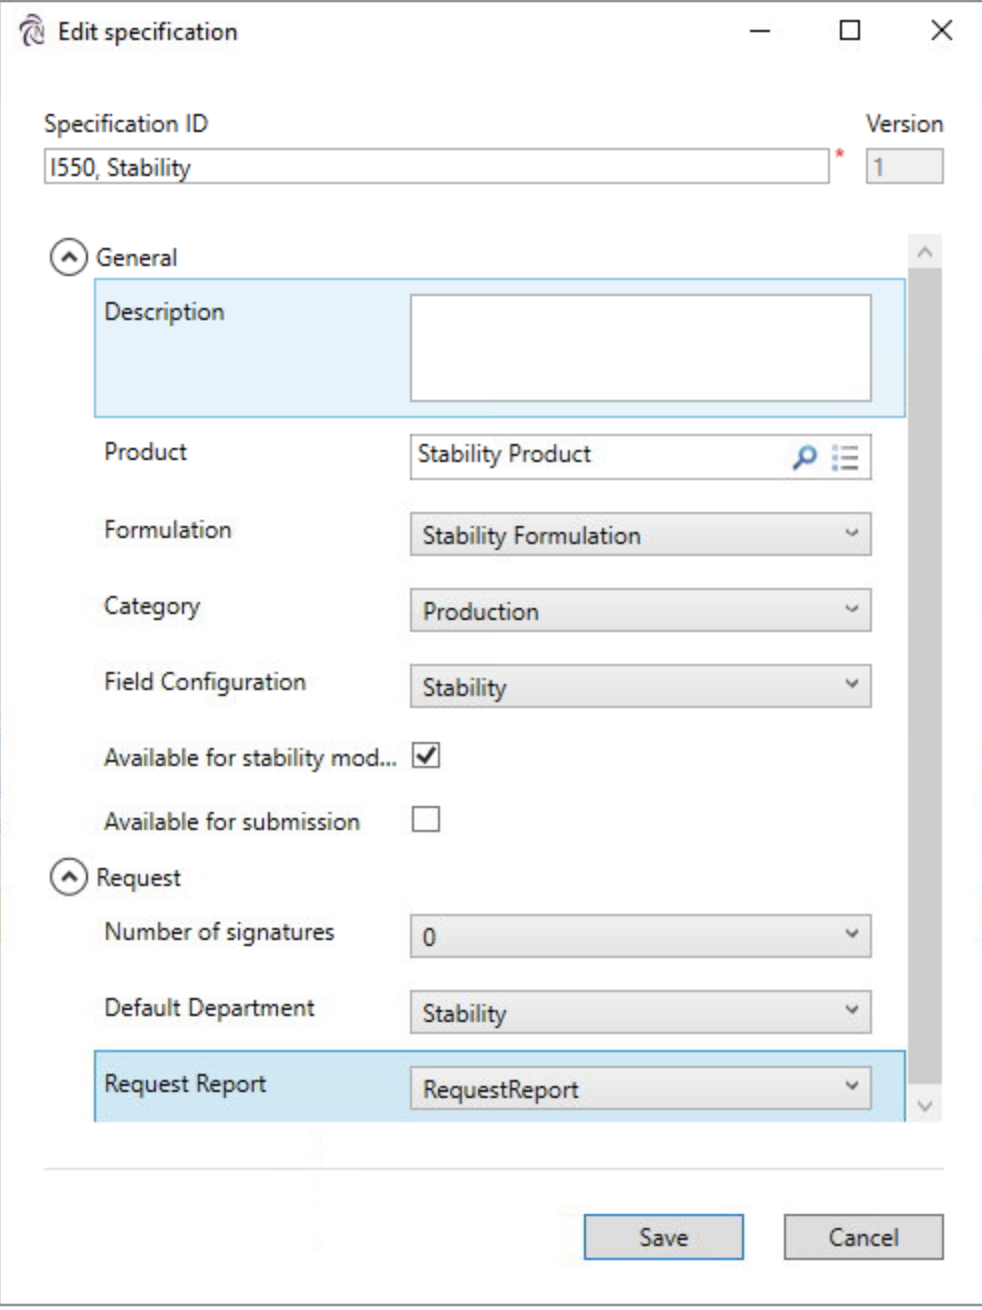 Edit specification
Specification ID Version
I550, Stability * 1
General
Description
Product Stability Product
Formulation Stability Formulation
Category Production
Field Configuration Stability
Available for stability mod...
Available for submission
Request
Number of signatures 0
Default Department Stability
Request Report RequestReport
Save Cancel